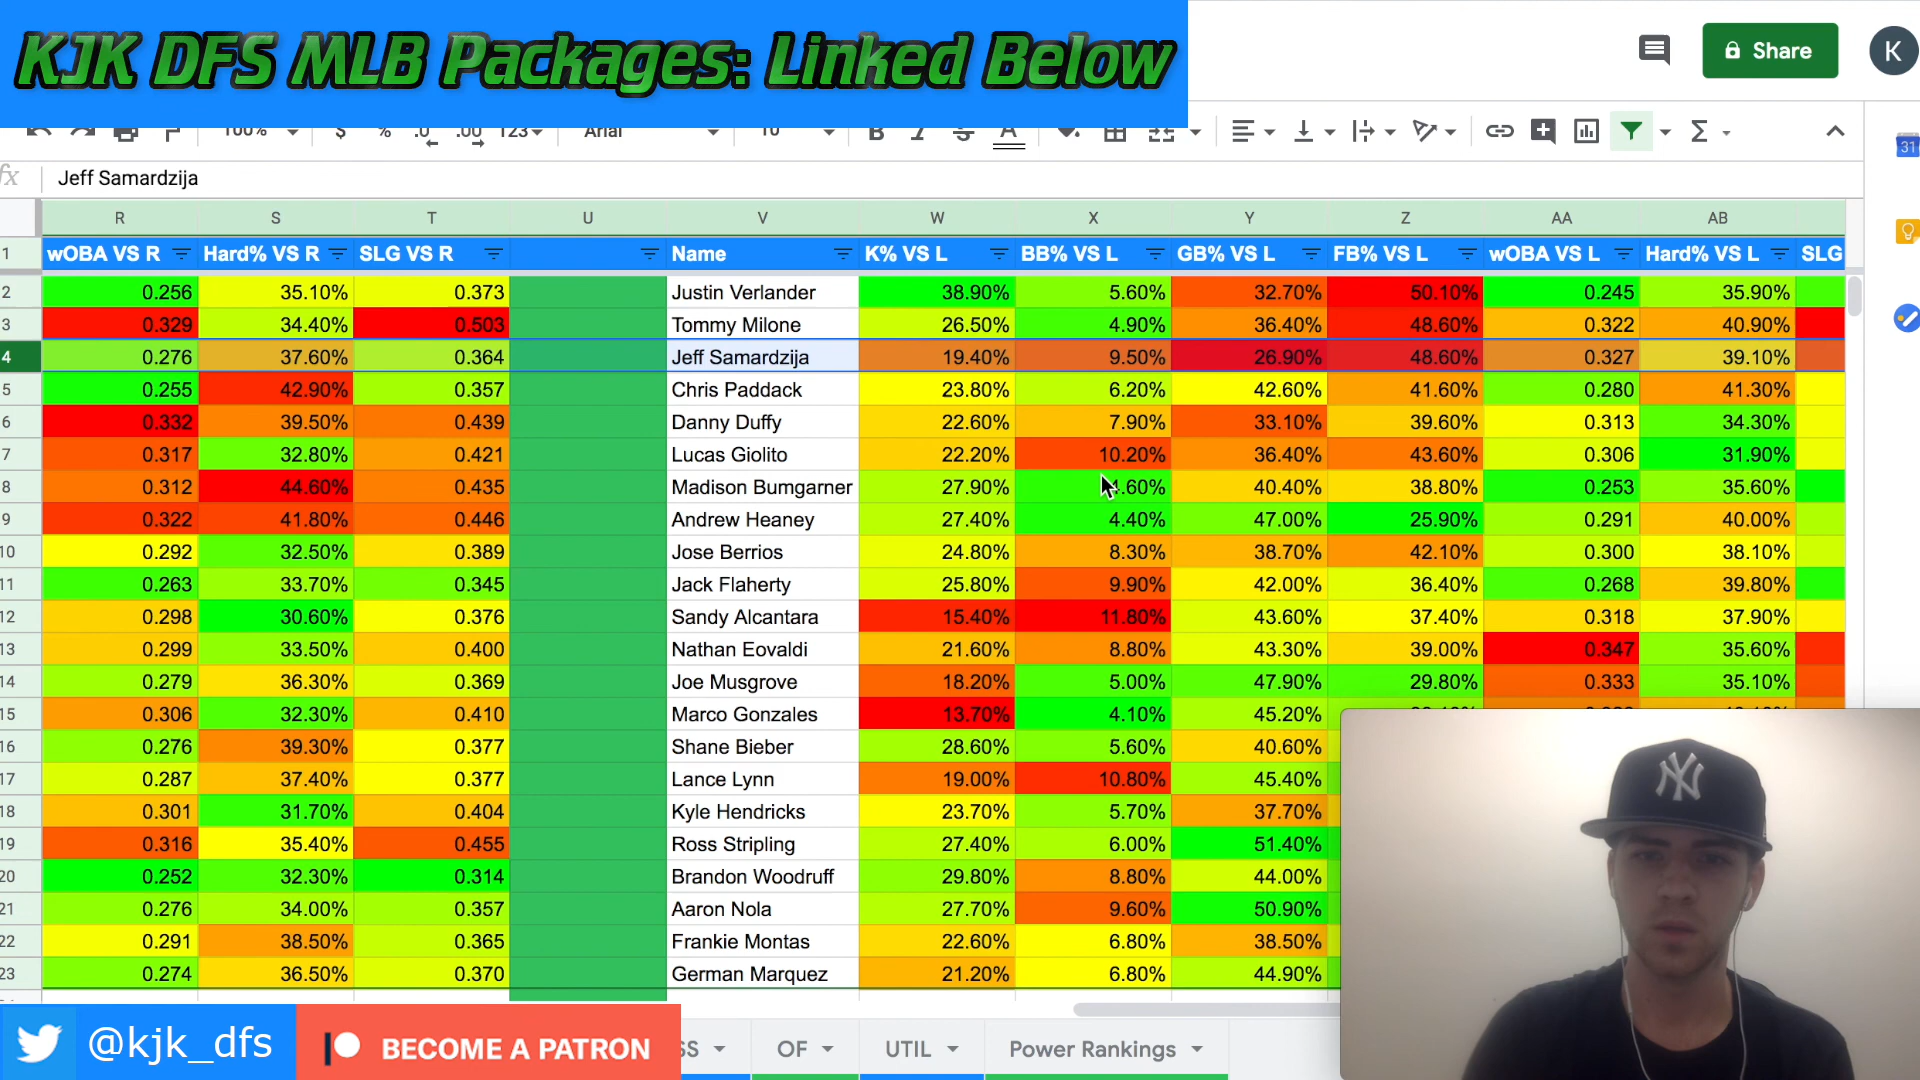 KJK DFS MLB Packages: Linked Below
Share
K
100%
$
%
.0
.00
123
Arial
10
B
I
S
A
Σ
31
fx
Jeff Samardzija
R S T U V W X Y Z AA AB
1 wOBA VS R Hard% VS R SLG VS R Name K% VS L BB% VS L GB% VS L FB% VS L wOBA VS L Hard% VS L SLG
2 0.256 35.10% 0.373 Justin Verlander 38.90% 5.60% 32.70% 50.10% 0.245 35.90%
3 0.329 34.40% 0.503 Tommy Milone 26.50% 4.90% 36.40% 48.60% 0.322 40.90%
4 0.276 37.60% 0.364 Jeff Samardzija 19.40% 9.50% 26.90% 48.60% 0.327 39.10%
5 0.255 42.90% 0.357 Chris Paddack 23.80% 6.20% 42.60% 41.60% 0.280 41.30%
6 0.332 39.50% 0.439 Danny Duffy 22.60% 7.90% 33.10% 39.60% 0.313 34.30%
7 0.317 32.80% 0.421 Lucas Giolito 22.20% 10.20% 36.40% 43.60% 0.306 31.90%
8 0.312 44.60% 0.435 Madison Bumgarner 27.90% .60% 40.40% 38.80% 0.253 35.60%
9 0.322 41.80% 0.446 Andrew Heaney 27.40% 4.40% 47.00% 25.90% 0.291 40.00%
10 0.292 32.50% 0.389 Jose Berrios 24.80% 8.30% 38.70% 42.10% 0.300 38.10%
11 0.263 33.70% 0.345 Jack Flaherty 25.80% 9.90% 42.00% 36.40% 0.268 39.80%
12 0.298 30.60% 0.376 Sandy Alcantara 15.40% 11.80% 43.60% 37.40% 0.318 37.90%
13 0.299 33.50% 0.400 Nathan Eovaldi 21.60% 8.80% 43.30% 39.00% 0.347 35.60%
14 0.279 36.30% 0.369 Joe Musgrove 18.20% 5.00% 47.90% 29.80% 0.333 35.10%
15 0.306 32.30% 0.410 Marco Gonzales 13.70% 4.10% 45.20%
16 0.276 39.30% 0.377 Shane Bieber 28.60% 5.60% 40.60%
17 0.287 37.40% 0.377 Lance Lynn 19.00% 10.80% 45.40%
18 0.301 31.70% 0.404 Kyle Hendricks 23.70% 5.70% 37.70%
19 0.316 35.40% 0.455 Ross Stripling 27.40% 6.00% 51.40%
20 0.252 32.30% 0.314 Brandon Woodruff 29.80% 8.80% 44.00%
21 0.276 34.00% 0.357 Aaron Nola 27.70% 9.60% 50.90%
22 0.291 38.50% 0.365 Frankie Montas 22.60% 6.80% 38.50%
23 0.274 36.50% 0.370 German Marquez 21.20% 6.80% 44.90%
NY
@kjk_dfs
BECOME A PATRON
SS
OF
UTIL
Power Rankings